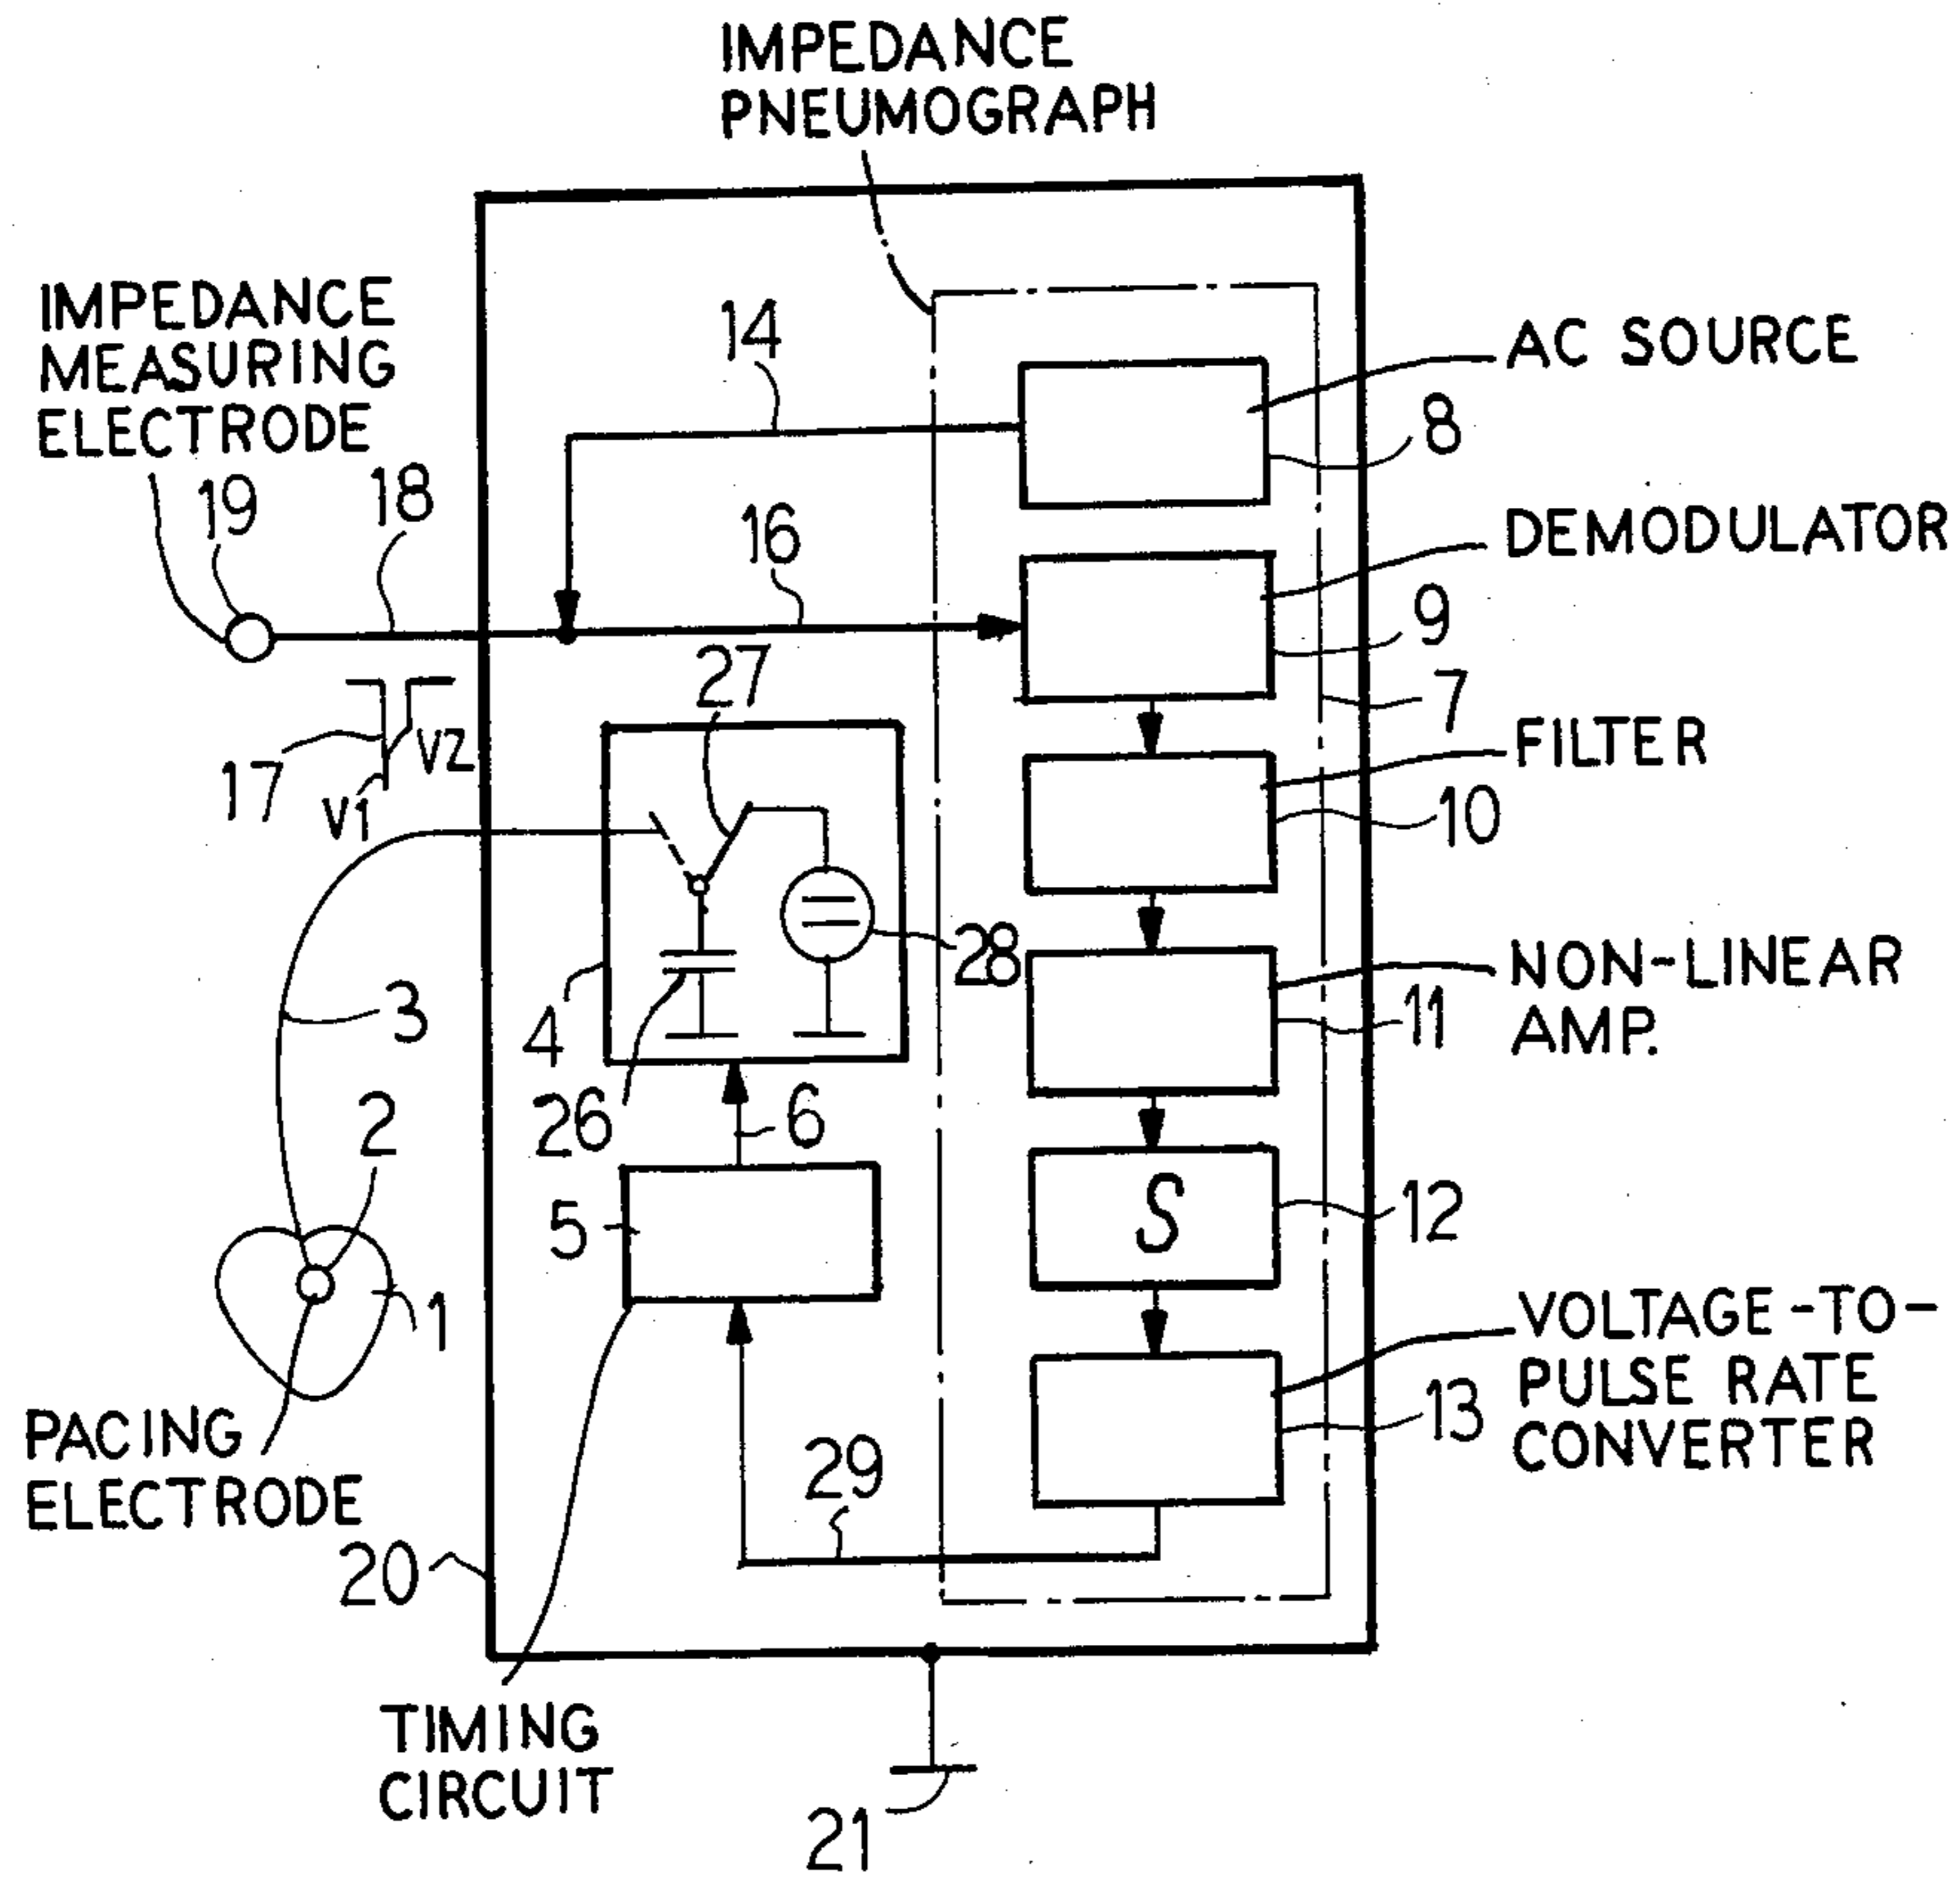 IMPEDANCE
PNEUMOGRAPH
IMPEDANCE
MEASURING
ELECTRODE
14
AC SOURCE
8
19
18
16
DEMODULATOR
9
27
7
17
V1
V2
FILTER
10
28
3
4
NON-LINEAR
AMP.
11
26
6
2
5
S
12
1
VOLTAGE-TO-
PULSE RATE
CONVERTER
13
PACING
ELECTRODE
29
20
TIMING
CIRCUIT
21